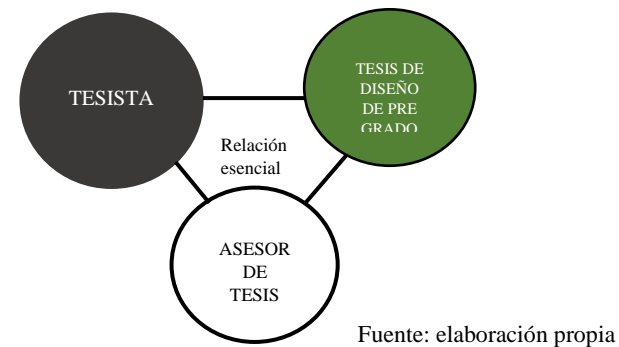 TESISTA
TESIS DE
DISEÑO
DE PRE
GRADO
Relación
esencial
ASESOR
DE
TESIS
Fuente: elaboración propia